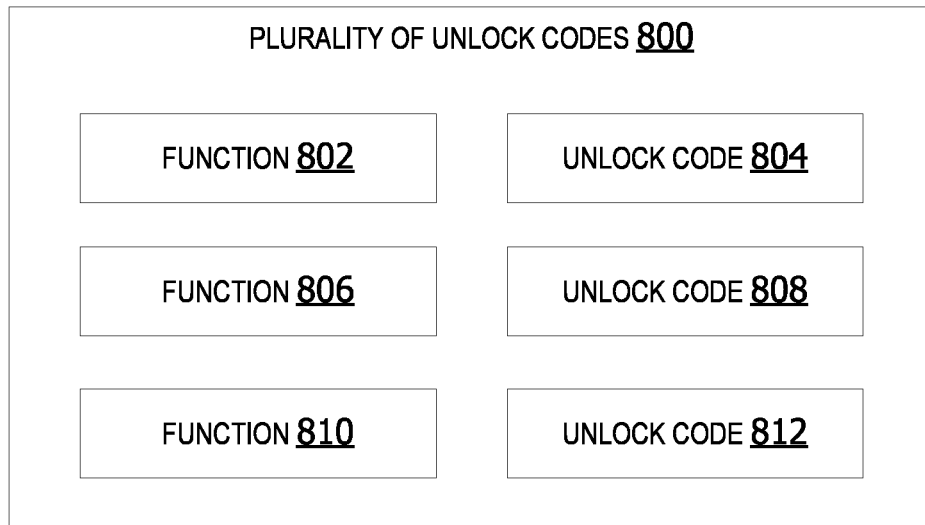 PLURALITY OF UNLOCK CODES 800
FUNCTION 802
UNLOCK CODE 804
FUNCTION 806
UNLOCK CODE 808
FUNCTION 810
UNLOCK CODE 812